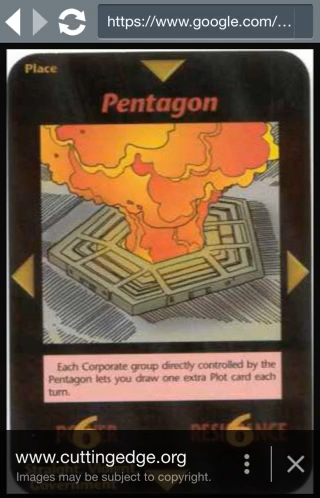 https://www.google.com/...
Place
Pentagon
Each Corporate group directly controlled by the
Pentagon lets you draw one extra Plot card each
turn.
6 6
www.cuttingedge.org
Images may be subject to copyright.
Government